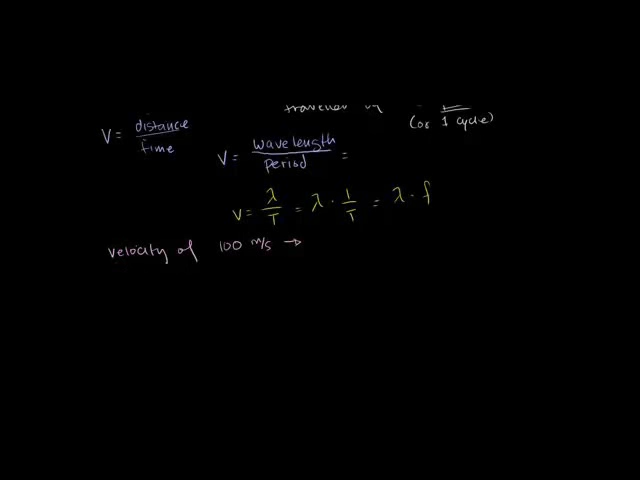 (or 1 cycle)
V = distance / time
V = wavelength / period =
V = λ / T = λ · 1 / T = λ · f
velocity of 100 m/s →